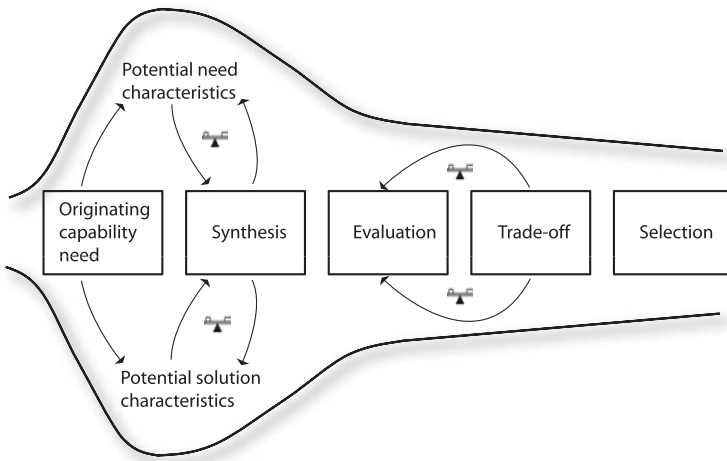 Potential need
characteristics
Originating
capability
need
Synthesis
Evaluation
Trade-off
Selection
Potential solution
characteristics